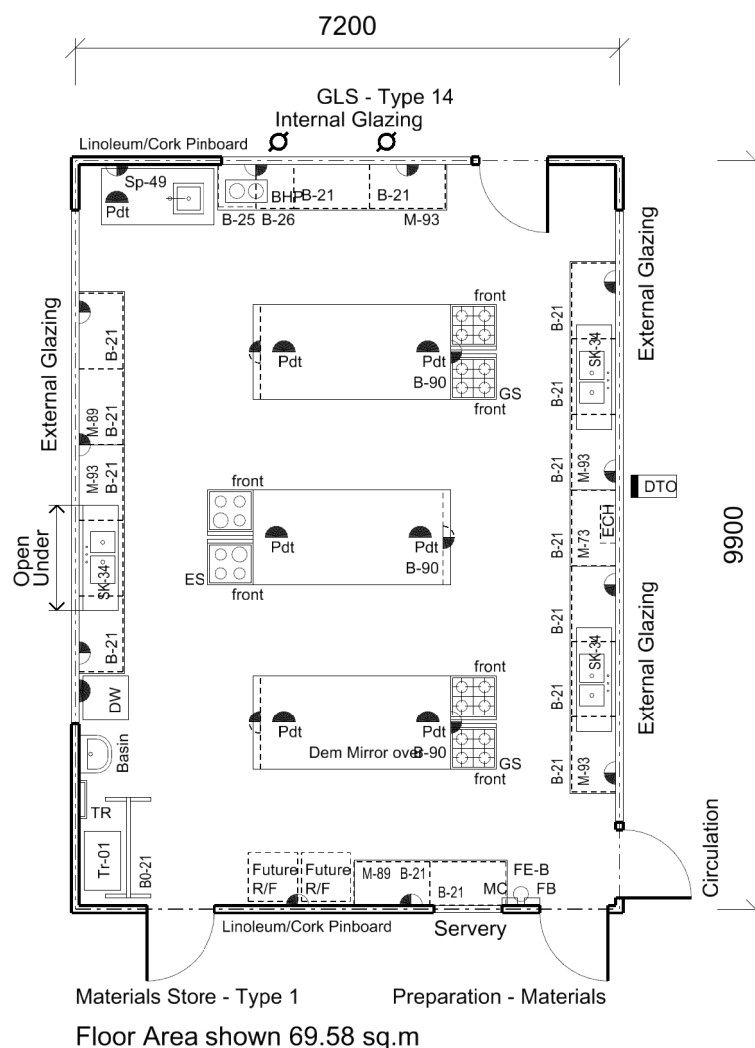 7200
GLS - Type 14
Internal Glazing
Linoleum/Cork Pinboard
Sp-49
Pdt
BHP
B-21
B-21
B-25
B-26
M-93
External Glazing
External Glazing
B-21
M-89
B-21
M-93
B-21
Open
Under
SK-34
B-21
DW
Basin
TR
Tr-01
B0-21
front
Pdt
Pdt
B-90
GS
front
front
Pdt
Pdt
B-90
ES
front
front
Pdt
Pdt
Dem Mirror over
B-90
GS
front
B-21
SK-34
B-21
B-21
M-93
ECH
B-21
M-73
B-21
SK-34
B-21
B-21
M-93
DTO
9900
External Glazing
Circulation
Future
R/F
Future
R/F
M-89
B-21
B-21
MC
FE-B
FB
Linoleum/Cork Pinboard
Servery
Materials Store - Type 1
Preparation - Materials
Floor Area shown 69.58 sq.m